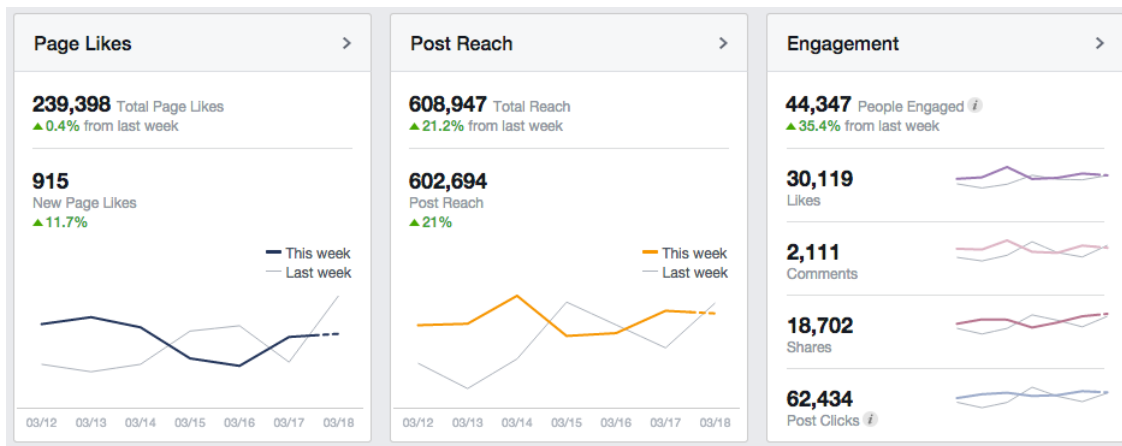 Page Likes
239,398 Total Page Likes
0.4% from last week
915
New Page Likes
11.7%
This week
Last week
03/12 03/13 03/14 03/15 03/16 03/17 03/18
Post Reach
608,947 Total Reach
21.2% from last week
602,694
Post Reach
21%
This week
Last week
03/12 03/13 03/14 03/15 03/16 03/17 03/18
Engagement
44,347 People Engaged i
35.4% from last week
30,119
Likes
2,111
Comments
18,702
Shares
62,434
Post Clicks i